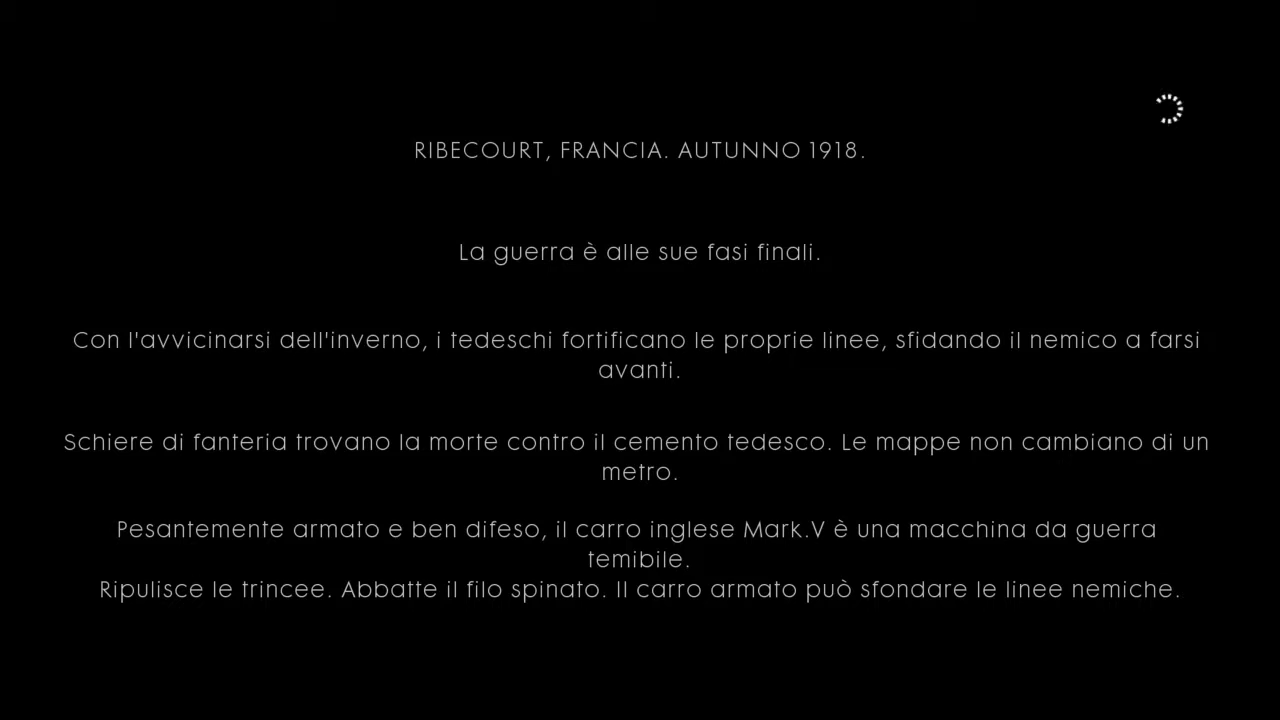 RIBECOURT, FRANCIA. AUTUNNO 1918.
La guerra è alle sue fasi finali.
Con l'avvicinarsi dell'inverno, i tedeschi fortificano le proprie linee, sfidando il nemico a farsi
avanti.
Schiere di fanteria trovano la morte contro il cemento tedesco. Le mappe non cambiano di un
metro.
Pesantemente armato e ben difeso, il carro inglese Mark.V è una macchina da guerra
temibile.
Ripulisce le trincee. Abbatte il filo spinato. Il carro armato può sfondare le linee nemiche.